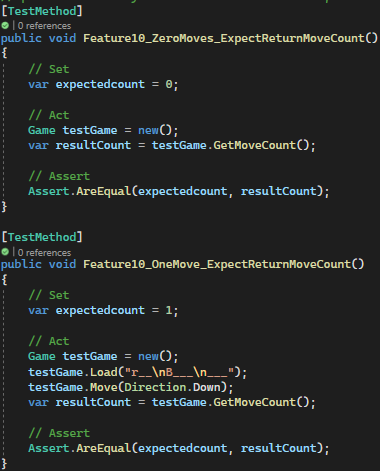 [TestMethod]
| 0 references
public void Feature10_ZeroMoves_ExpectReturnMoveCount()
{
    // Set
    var expectedcount = 0;

    // Act
    Game testGame = new();
    var resultCount = testGame.GetMoveCount();

    // Assert
    Assert.AreEqual(expectedcount, resultCount);
}

[TestMethod]
| 0 references
public void Feature10_OneMove_ExpectReturnMoveCount()
{
    // Set
    var expectedcount = 1;

    // Act
    Game testGame = new();
    testGame.Load("r__\nB___\n___");
    testGame.Move(Direction.Down);
    var resultCount = testGame.GetMoveCount();

    // Assert
    Assert.AreEqual(expectedcount, resultCount);
}